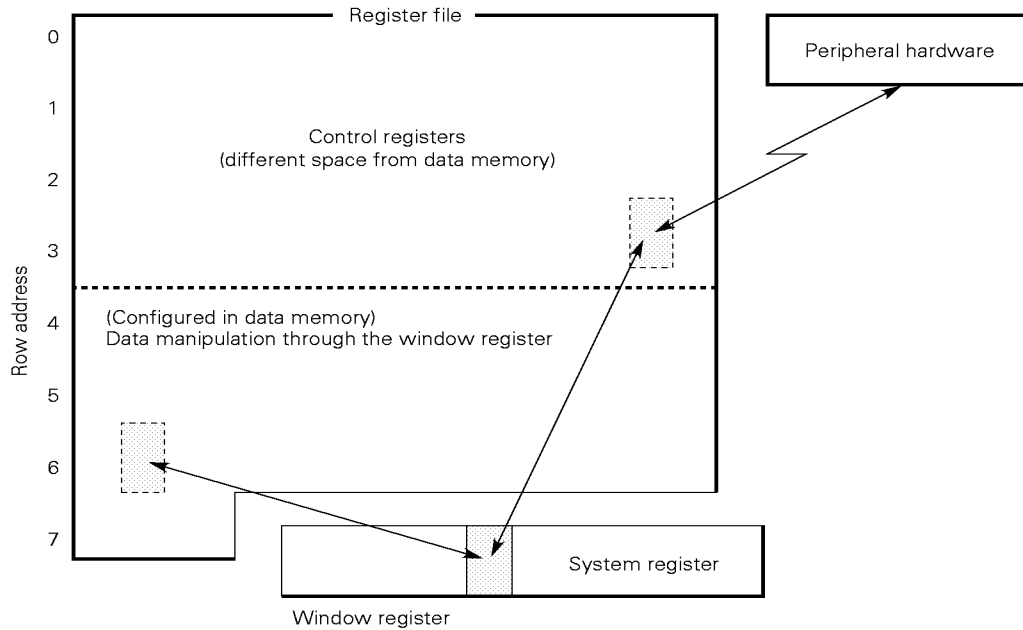 Register file
Peripheral hardware
0
1
2
3
4
5
6
7
Row address
Control registers
(different space from data memory)
(Configured in data memory)
Data manipulation through the window register
System register
Window register